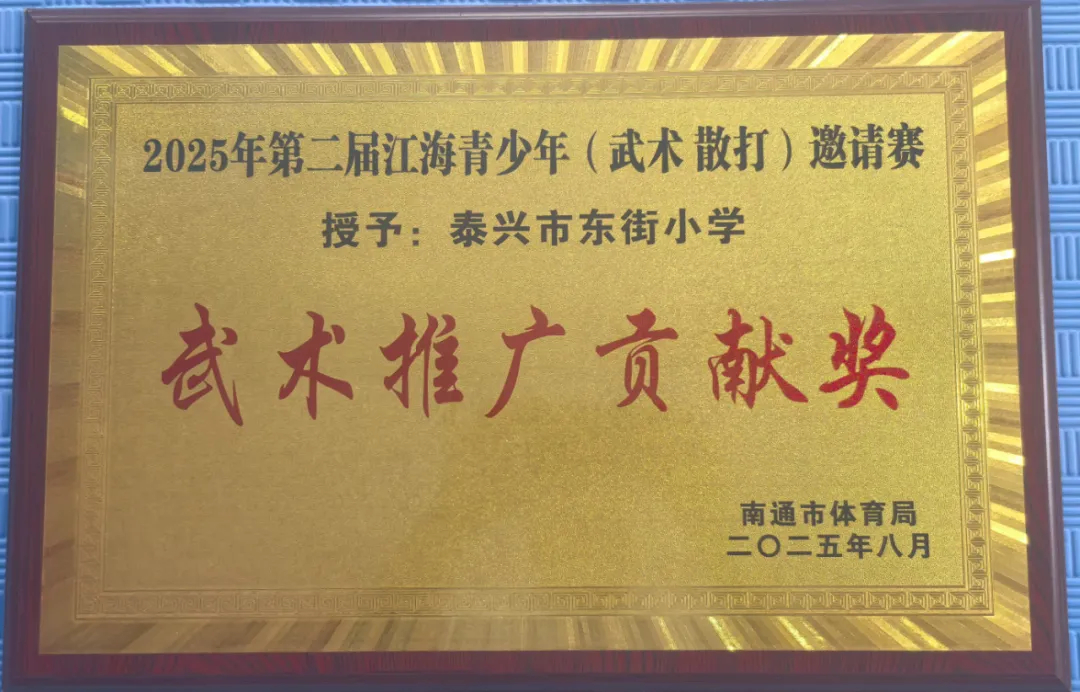 2025年第二届江海青少年（武术 散打）邀请赛
授予：泰兴市东街小学
武术推广贡献奖
南通市体育局
二〇二五年八月